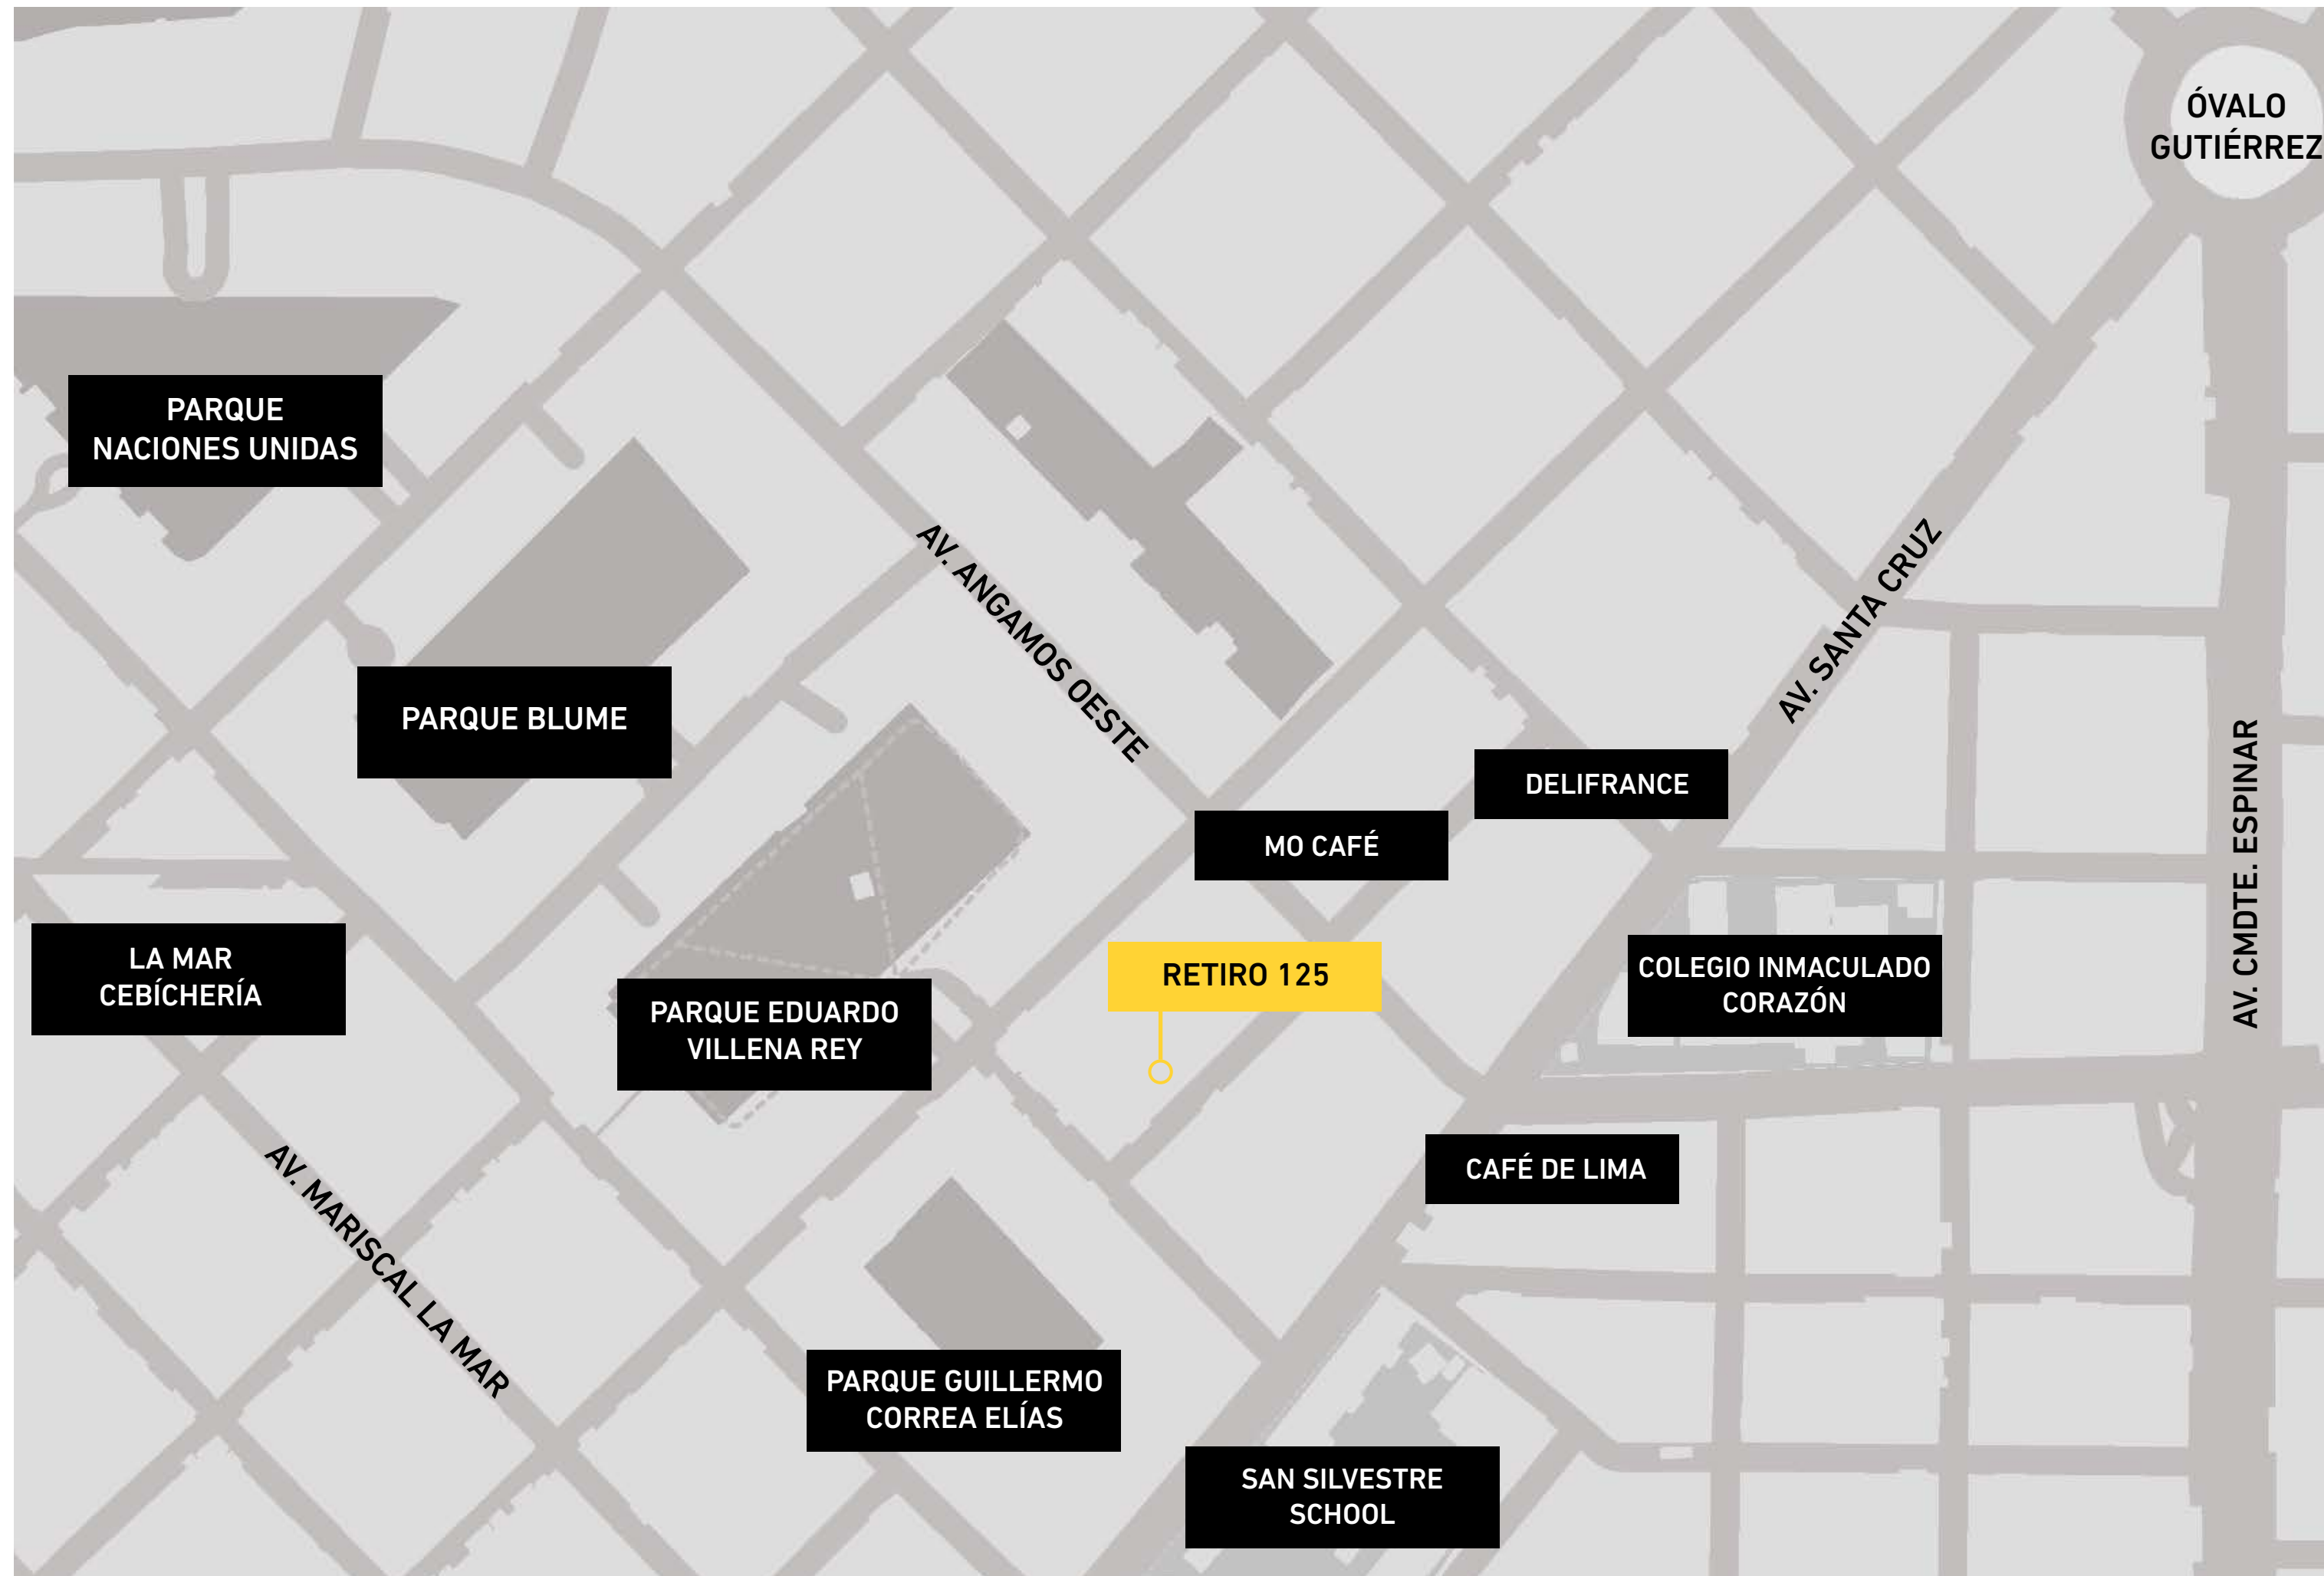 ÓVALO
GUTIÉRREZ
PARQUE
NACIONES UNIDAS
AV. ANGAMOS OESTE
AV. SANTA CRUZ
PARQUE BLUME
DELIFRANCE
AV. CMDTE. ESPINAR
MO CAFÉ
LA MAR
CEBÍCHERÍA
RETIRO 125
COLEGIO INMACULADO
CORAZÓN
PARQUE EDUARDO
VILLENA REY
CAFÉ DE LIMA
AV. MARISCAL LA MAR
PARQUE GUILLERMO
CORREA ELÍAS
SAN SILVESTRE
SCHOOL